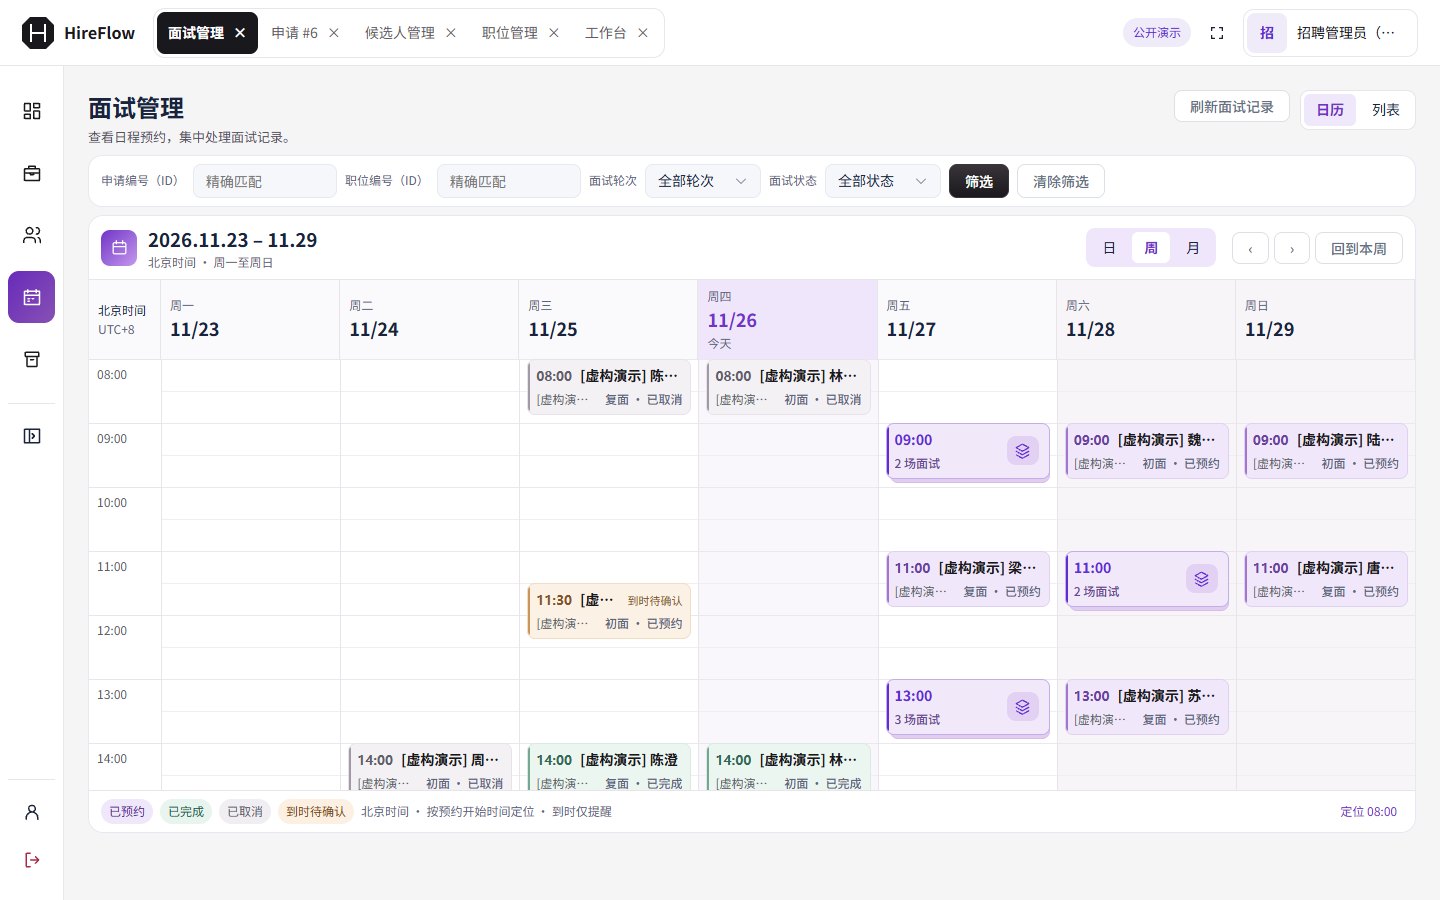 HireFlow
面试管理
申请 #6
候选人管理
职位管理
工作台
公开演示
招
招聘管理员（…
面试管理
查看日程预约，集中处理面试记录。
刷新面试记录
日历
列表
申请编号（ID）
精确匹配
职位编号（ID）
精确匹配
面试轮次
全部轮次
面试状态
全部状态
筛选
清除筛选
2026.11.23 – 11.29
北京时间 • 周一至周日
日
周
月
‹
›
回到本周
北京时间
UTC+8
周一
11/23
周二
11/24
周三
11/25
周四
11/26
今天
周五
11/27
周六
11/28
周日
11/29
08:00
08:00 [虚构演示] 陈…
[虚构演… 复面 • 已取消
08:00 [虚构演示] 林…
[虚构演… 初面 • 已取消
09:00
09:00
2 场面试
09:00 [虚构演示] 魏…
[虚构演… 初面 • 已预约
09:00 [虚构演示] 陆…
[虚构演… 初面 • 已预约
10:00
11:00
11:00 [虚构演示] 梁…
[虚构演… 复面 • 已预约
11:00
2 场面试
11:00 [虚构演示] 唐…
[虚构演… 复面 • 已预约
11:30 [虚… 到时待确认
[虚构演… 初面 • 已预约
12:00
13:00
13:00
3 场面试
13:00 [虚构演示] 苏…
[虚构演… 复面 • 已预约
14:00
14:00 [虚构演示] 周…
[虚构演… 初面 • 已取消
14:00 [虚构演示] 陈澄
[虚构演… 复面 • 已完成
14:00 [虚构演示] 林…
[虚构演… 初面 • 已完成
已预约
已完成
已取消
到时待确认
北京时间 • 按预约开始时间定位 • 到时仅提醒
定位 08:00